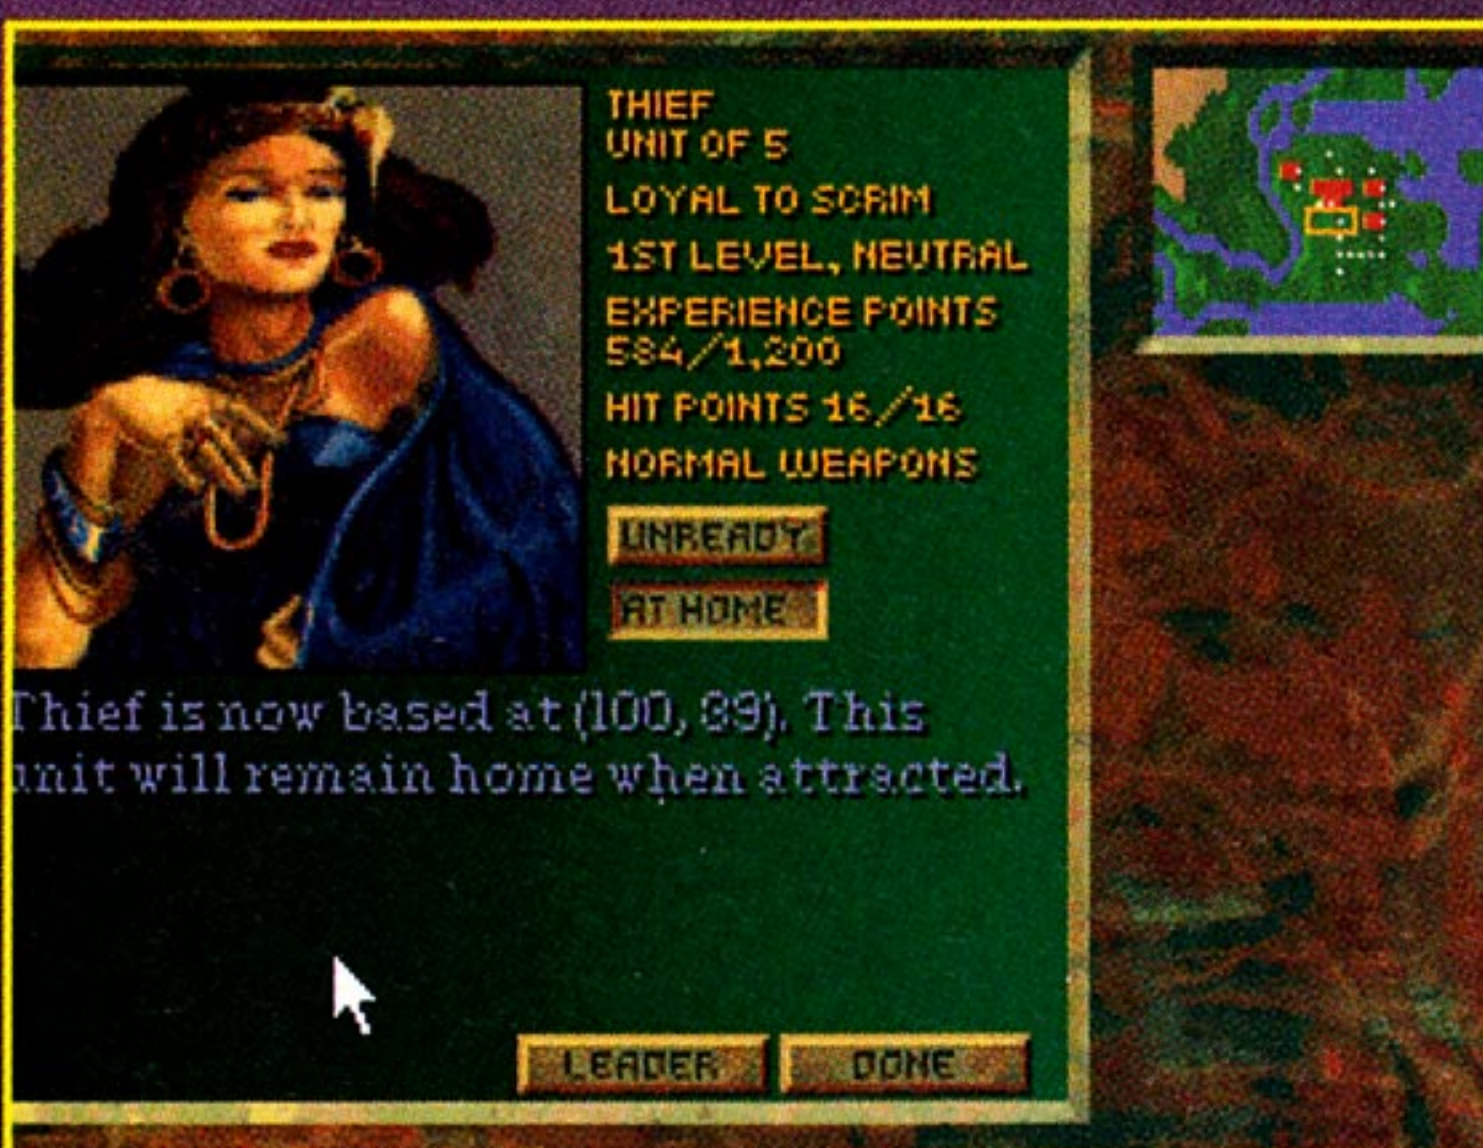 THIEF
UNIT OF 5
LOYAL TO SCRIM
1ST LEVEL, NEUTRAL
EXPERIENCE POINTS
584/1,200
HIT POINTS 16/16
NORMAL WEAPONS
UNREADY
AT HOME
Thief is now based at (100, 89). This
unit will remain home when attracted.
LEADER
DONE